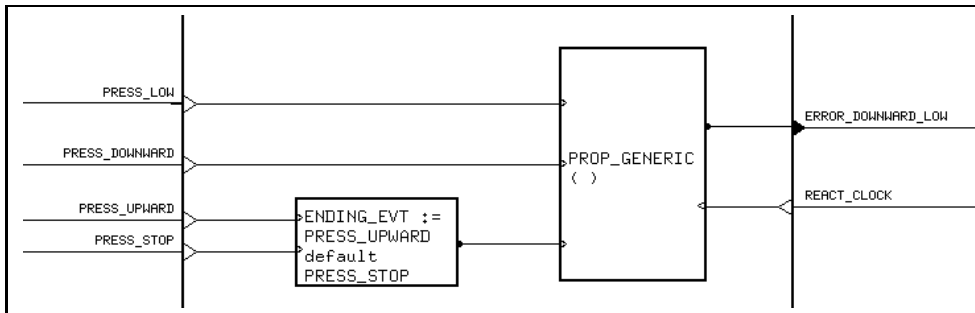 PRESS_LOW
PRESS_DOWNWARD
PRESS_UPWARD
PRESS_STOP
ENDING_EVT :=
PRESS_UPWARD
default
PRESS_STOP
PROP_GENERIC
( )
ERROR_DOWNWARD_LOW
REACT_CLOCK